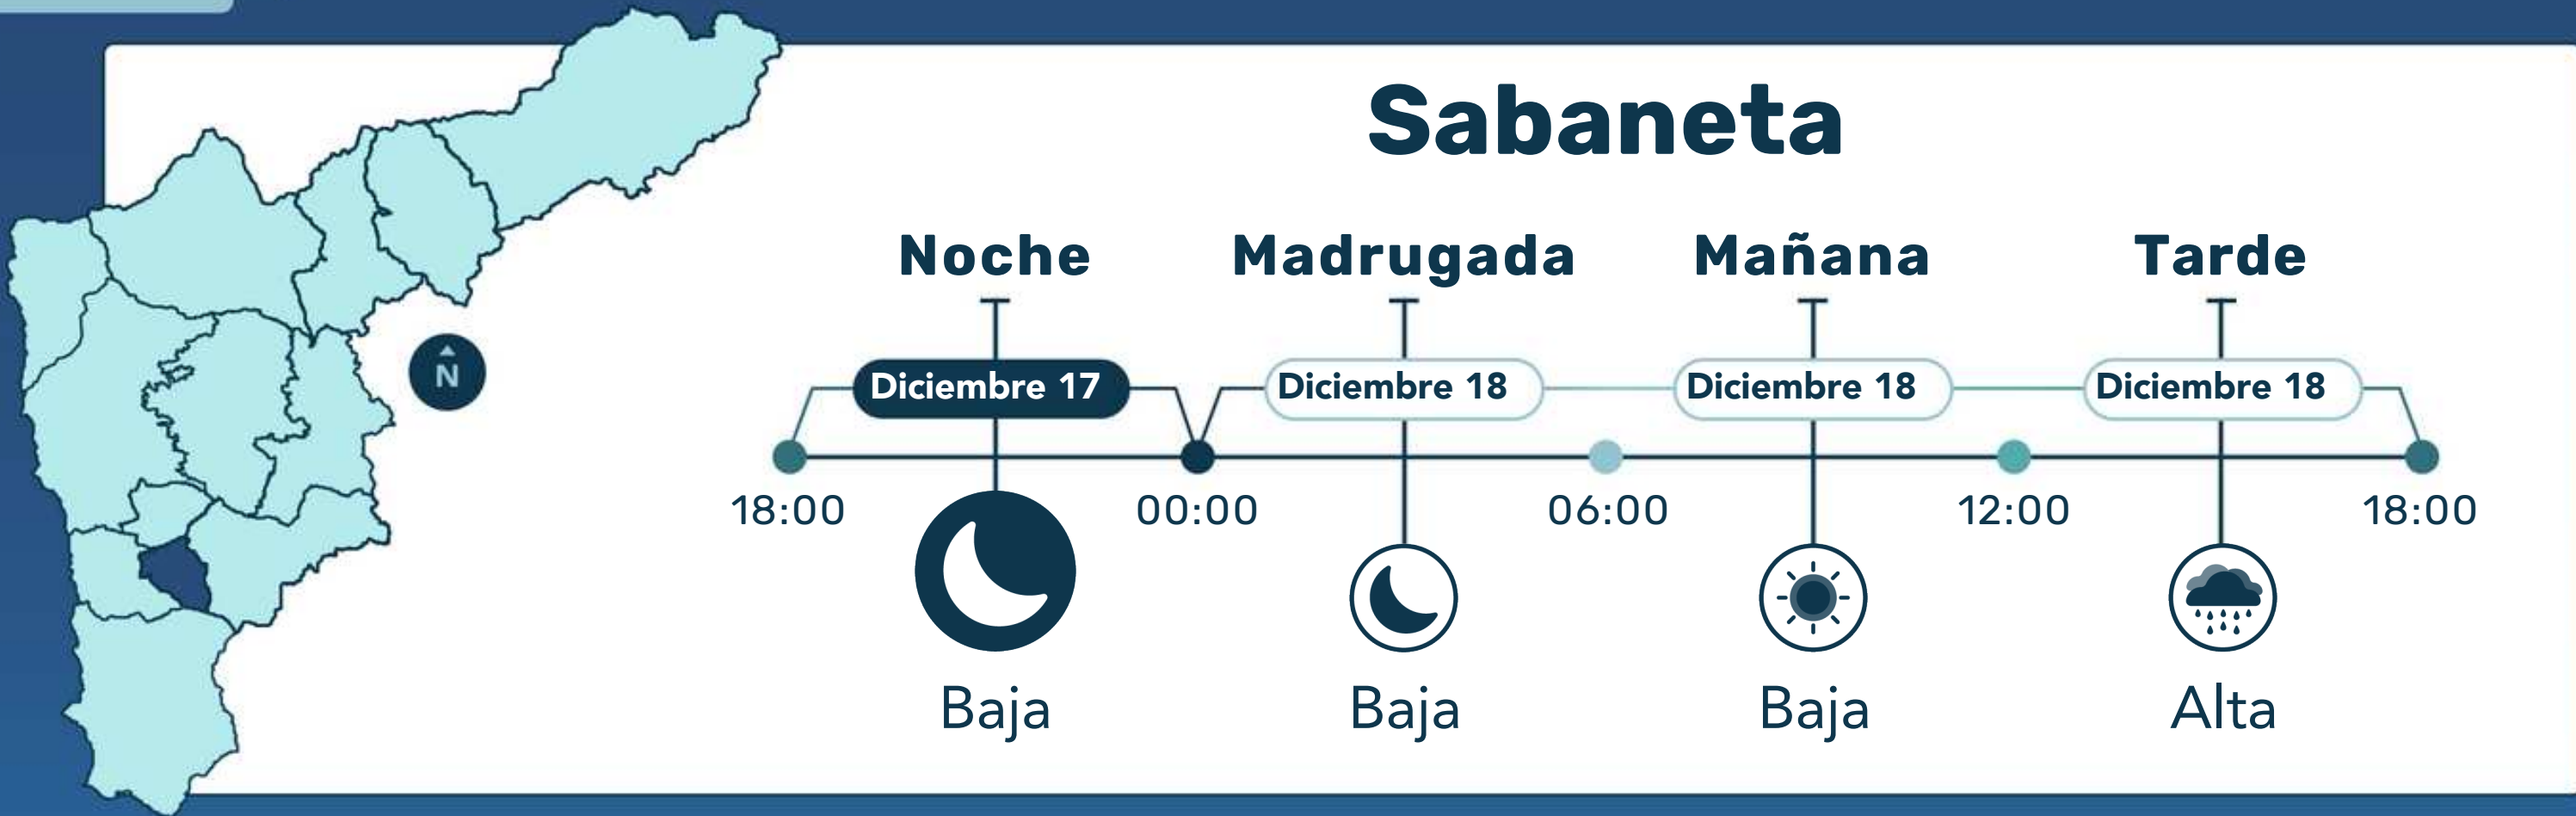 Sabaneta
Noche Madrugada Mañana Tarde
N
Diciembre 17 Diciembre 18 Diciembre 18 Diciembre 18
18:00 00:00 06:00 12:00 18:00
Baja Baja Baja Alta